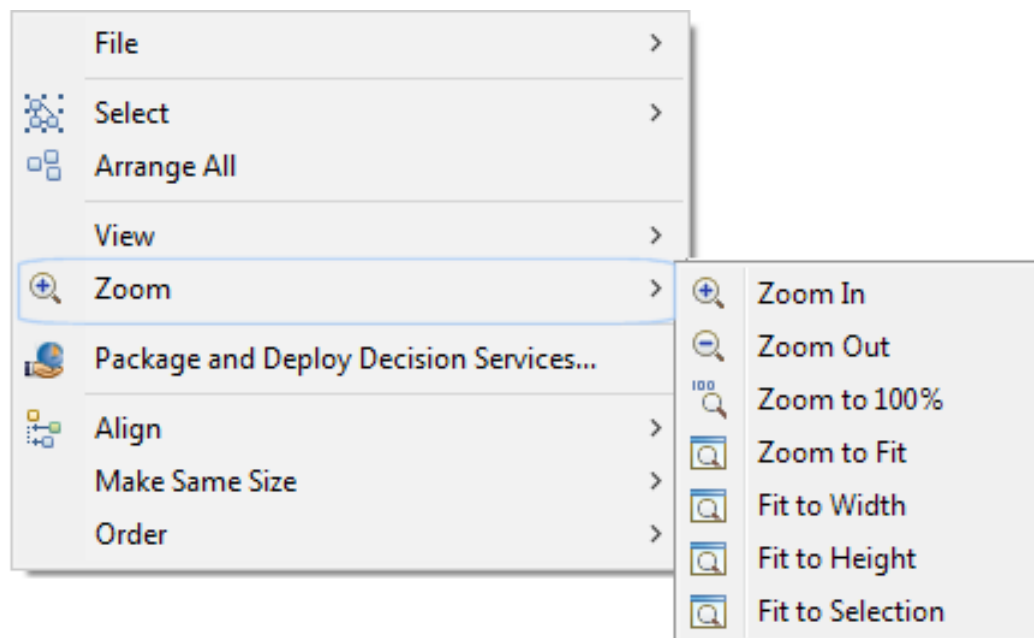 File
Select
Arrange All
View
Zoom
Package and Deploy Decision Services...
Align
Make Same Size
Order
Zoom In
Zoom Out
100
Zoom to 100%
Zoom to Fit
Fit to Width
Fit to Height
Fit to Selection